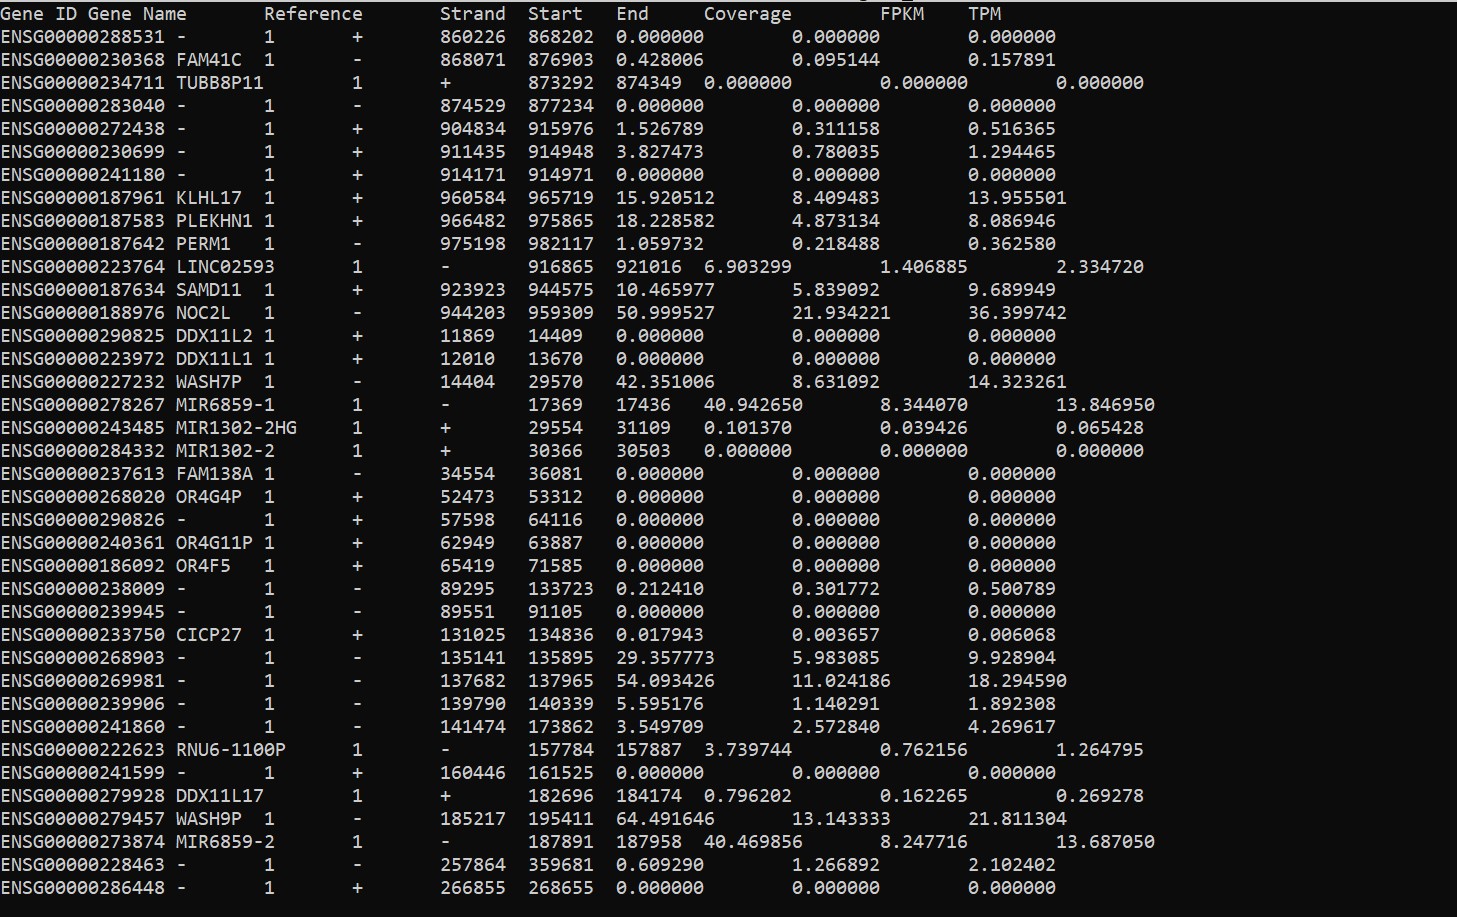 Gene ID Gene Name Reference Strand Start End Coverage FPKM TPM
ENSG00000288531 - 1 + 860226 868202 0.000000 0.000000 0.000000
ENSG00000230368 FAM41C 1 - 868071 876903 0.428006 0.095144 0.157891
ENSG00000234711 TUBB8P11 1 + 873292 874349 0.000000 0.000000 0.000000
ENSG00000283040 - 1 - 874529 877234 0.000000 0.000000 0.000000
ENSG00000272438 - 1 + 904834 915976 1.526789 0.311158 0.516365
ENSG00000230699 - 1 + 911435 914948 3.827473 0.780035 1.294465
ENSG00000241180 - 1 + 914171 914971 0.000000 0.000000 0.000000
ENSG00000187961 KLHL17 1 + 960584 965719 15.920512 8.409483 13.955501
ENSG00000187583 PLEKHN1 1 + 966482 975865 18.228582 4.873134 8.086946
ENSG00000187642 PERM1 1 - 975198 982117 1.059732 0.218488 0.362580
ENSG00000223764 LINC02593 1 - 916865 921016 6.903299 1.406885 2.334720
ENSG00000187634 SAMD11 1 + 923923 944575 10.465977 5.839092 9.689949
ENSG00000188976 NOC2L 1 - 944203 959309 50.999527 21.934221 36.399742
ENSG00000290825 DDX11L2 1 + 11869 14409 0.000000 0.000000 0.000000
ENSG00000223972 DDX11L1 1 + 12010 13670 0.000000 0.000000 0.000000
ENSG00000227232 WASH7P 1 - 14404 29570 42.351006 8.631092 14.323261
ENSG00000278267 MIR6859-1 1 - 17369 17436 40.942650 8.344070 13.846950
ENSG00000243485 MIR1302-2HG 1 + 29554 31109 0.101370 0.039426 0.065428
ENSG00000284332 MIR1302-2 1 + 30366 30503 0.000000 0.000000 0.000000
ENSG00000237613 FAM138A 1 - 34554 36081 0.000000 0.000000 0.000000
ENSG00000268020 OR4G4P 1 + 52473 53312 0.000000 0.000000 0.000000
ENSG00000290826 - 1 + 57598 64116 0.000000 0.000000 0.000000
ENSG00000240361 OR4G11P 1 + 62949 63887 0.000000 0.000000 0.000000
ENSG00000186092 OR4F5 1 + 65419 71585 0.000000 0.000000 0.000000
ENSG00000238009 - 1 - 89295 133723 0.212410 0.301772 0.500789
ENSG00000239945 - 1 - 89551 91105 0.000000 0.000000 0.000000
ENSG00000233750 CICP27 1 + 131025 134836 0.017943 0.003657 0.006068
ENSG00000268903 - 1 - 135141 135895 29.357773 5.983085 9.928904
ENSG00000269981 - 1 - 137682 137965 54.093426 11.024186 18.294590
ENSG00000239906 - 1 - 139790 140339 5.595176 1.140291 1.892308
ENSG00000241860 - 1 - 141474 173862 3.549709 2.572840 4.269617
ENSG00000222623 RNU6-1100P 1 - 157784 157887 3.739744 0.762156 1.264795
ENSG00000241599 - 1 + 160446 161525 0.000000 0.000000 0.000000
ENSG00000279928 DDX11L17 1 + 182696 184174 0.796202 0.162265 0.269278
ENSG00000279457 WASH9P 1 - 185217 195411 64.491646 13.143333 21.811304
ENSG00000273874 MIR6859-2 1 - 187891 187958 40.469856 8.247716 13.687050
ENSG00000228463 - 1 - 257864 359681 0.609290 1.266892 2.102402
ENSG00000286448 - 1 + 266855 268655 0.000000 0.000000 0.000000